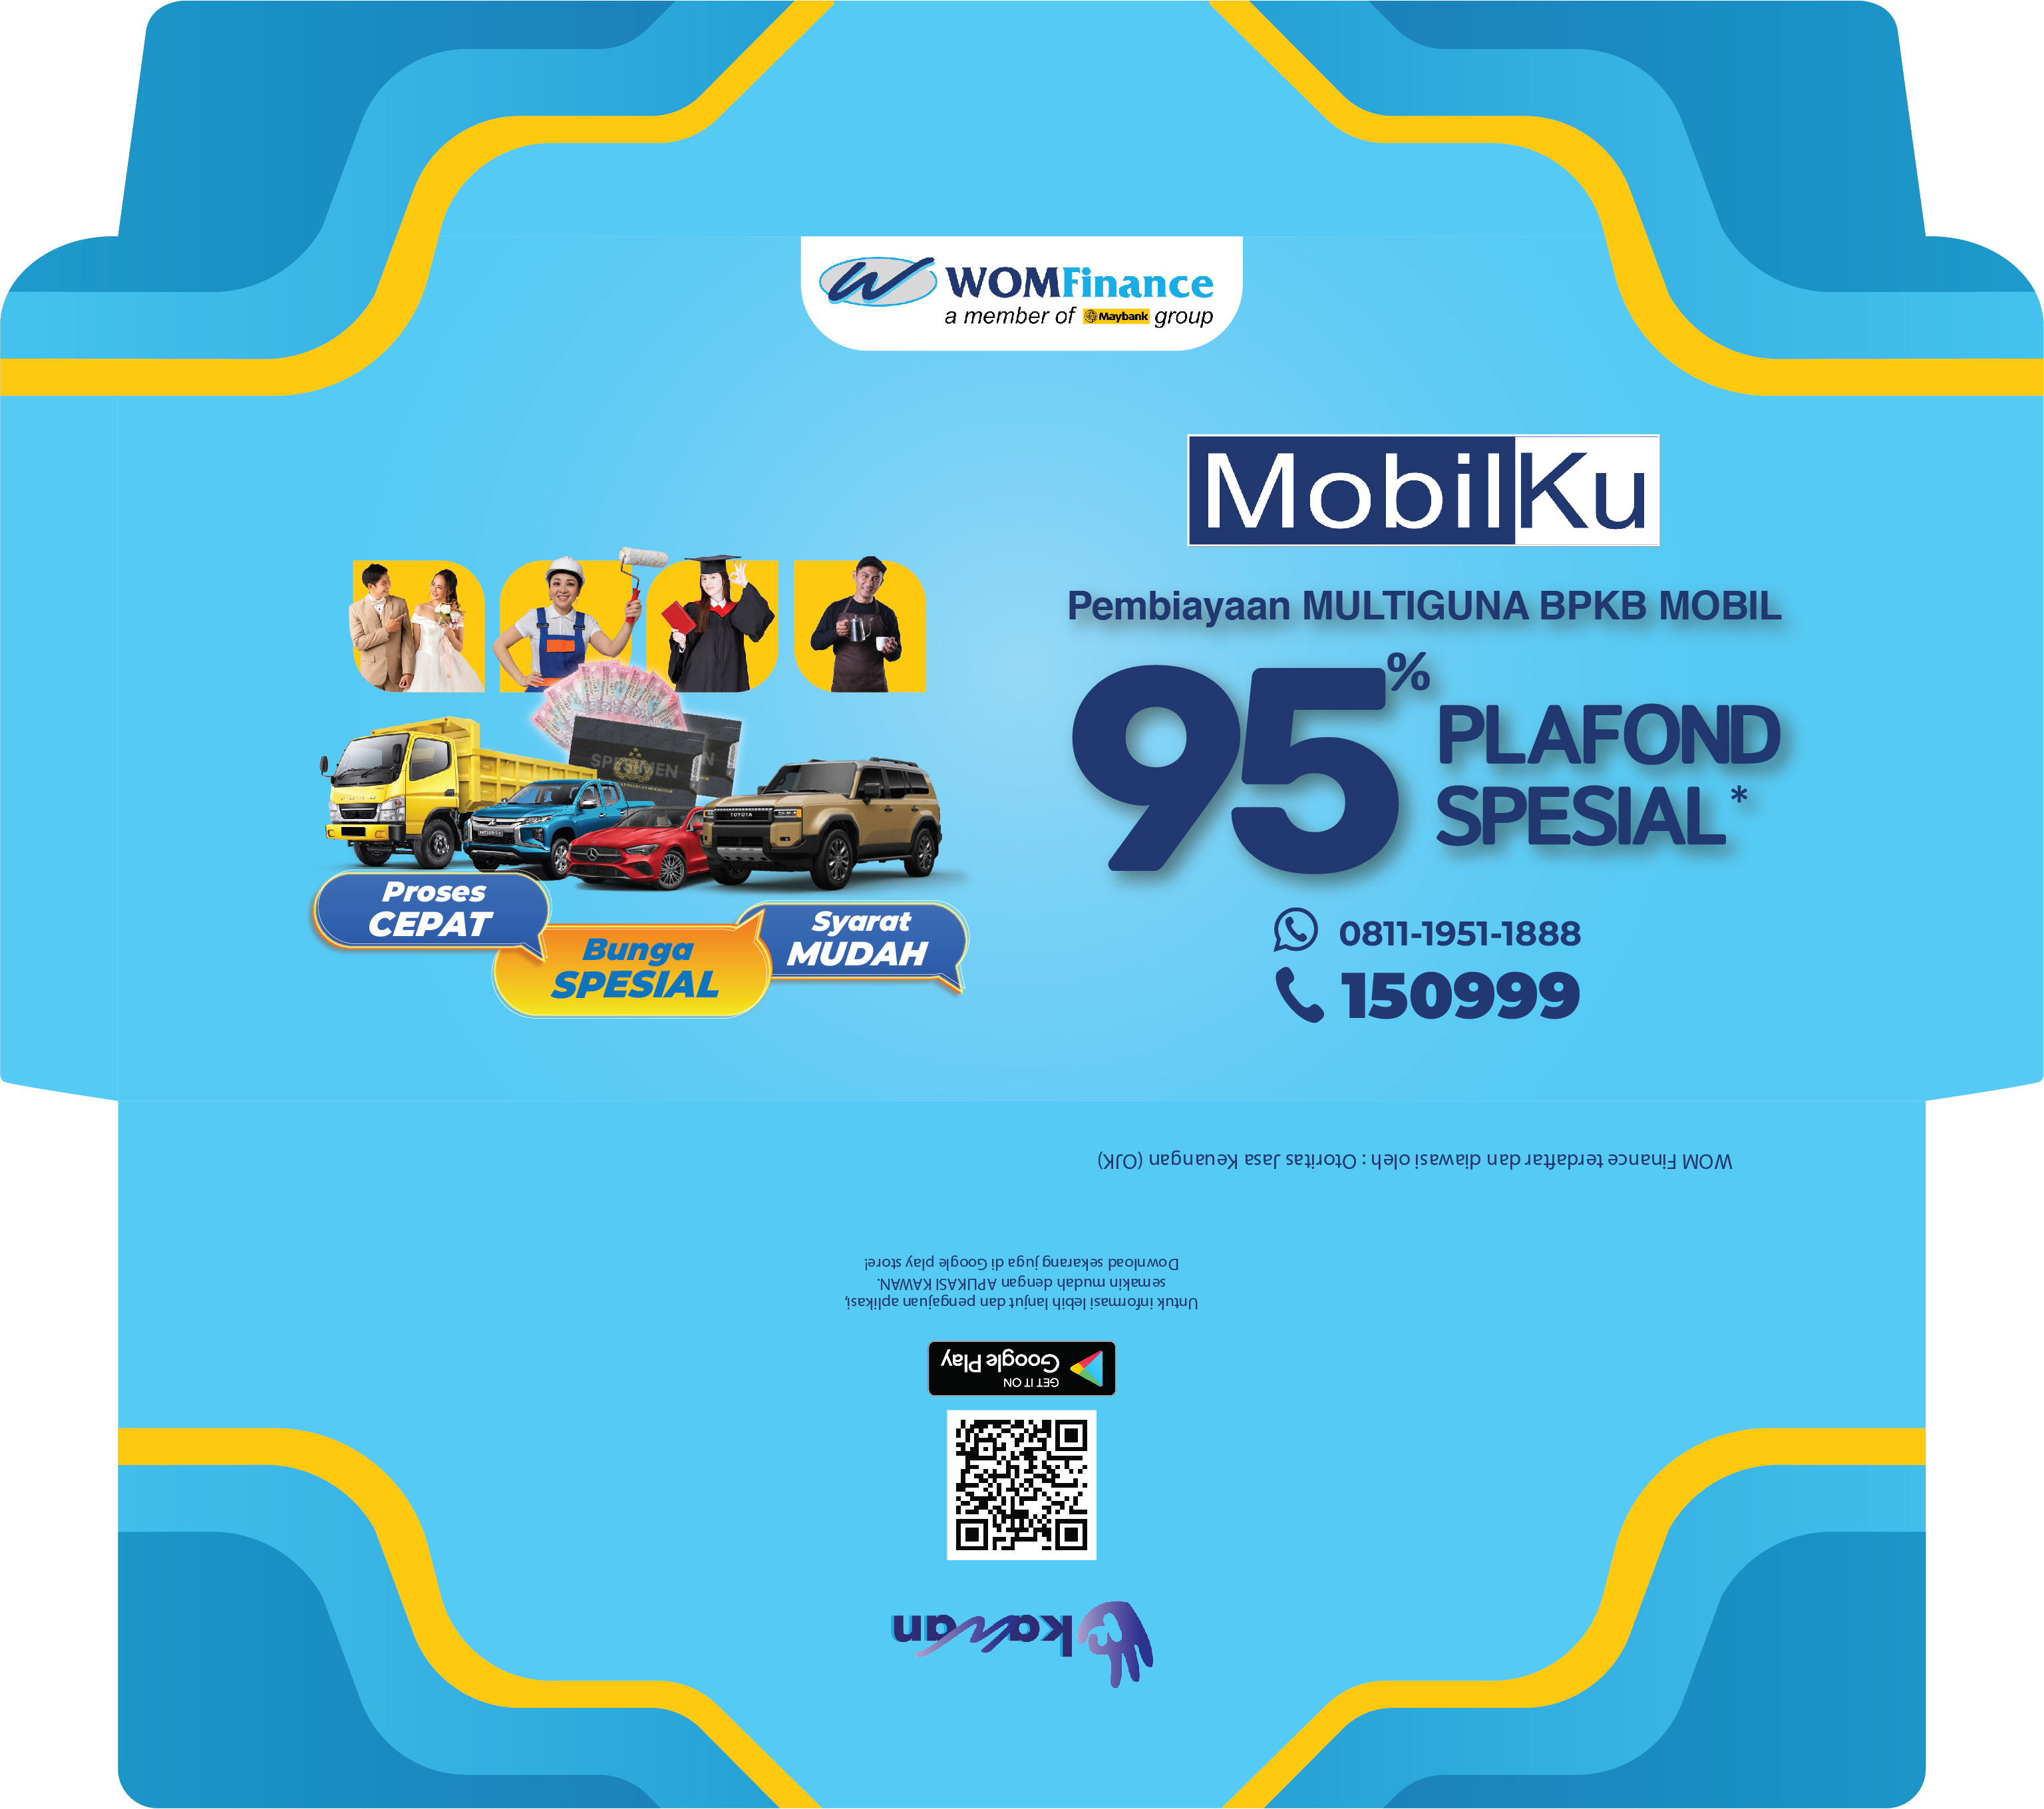 WOMFinance
a member of Maybank group
MobilKu
Pembiayaan MULTIGUNA BPKB MOBIL
95%
PLAFOND
SPESIAL*
0811-1951-1888
150999
SPECIMEN
TOYOTA
Proses
CEPAT
Bunga
SPESIAL
Syarat
MUDAH
WOM Finance terdaftar dan diawasi oleh : Otoritas Jasa Keuangan (OJK)
kawan
GET IT ON
Google Play
Untuk informasi lebih lanjut dan pengajuan aplikasi,
semakin mudah dengan APLIKASI KAWAN.
Download sekarang juga di Google play store!